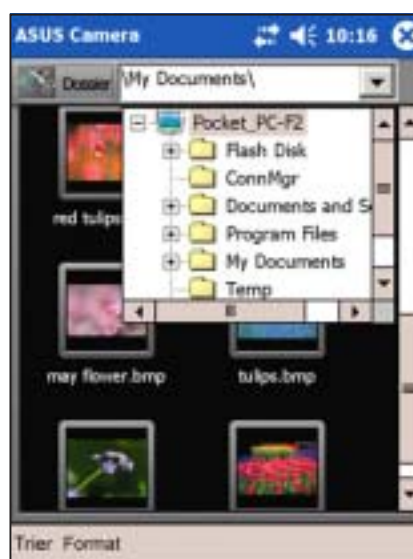 ASUS Camera 10:16
Dossier \My Documents\
Pocket_PC-F2
Flash Disk
ConnMgr
Documents and S
Program Files
My Documents
Temp
red tulips
may flower.bmp
tulips.bmp
Trier Format